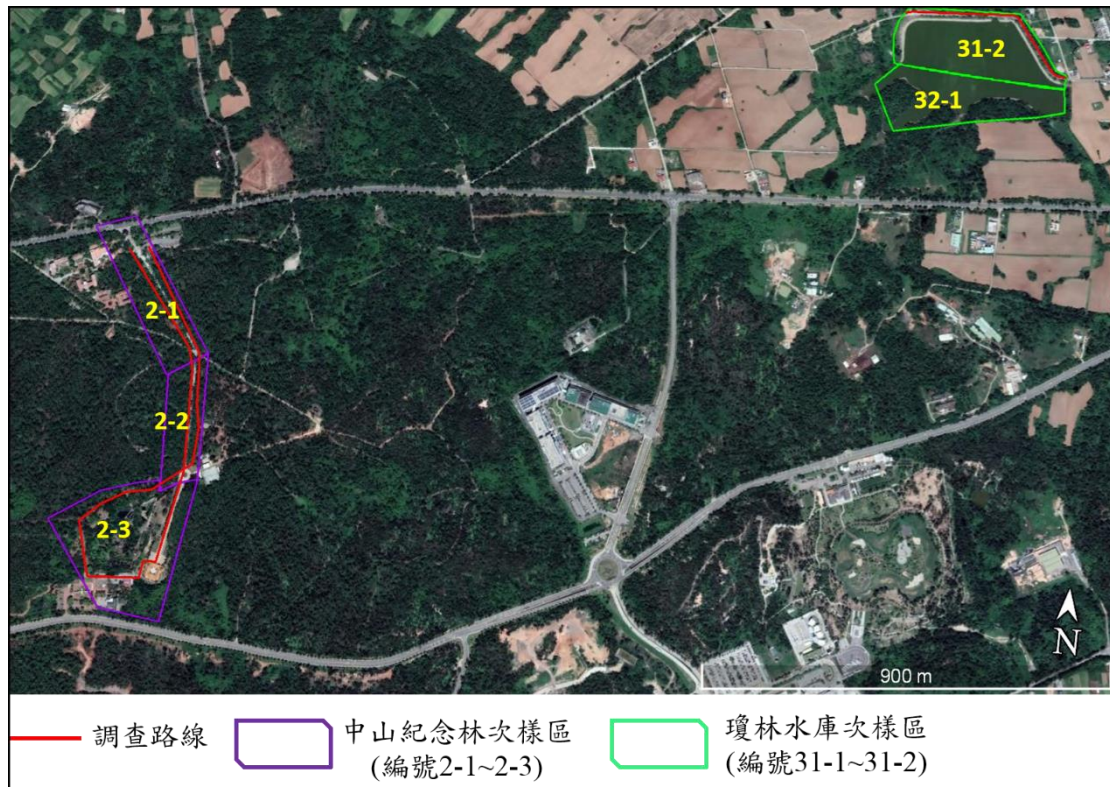 31-2
32-1
2-1
2-2
2-3
N
900 m
調查路線
中山紀念林次樣區
(編號2-1~2-3)
瓊林水庫次樣區
(編號31-1~31-2)